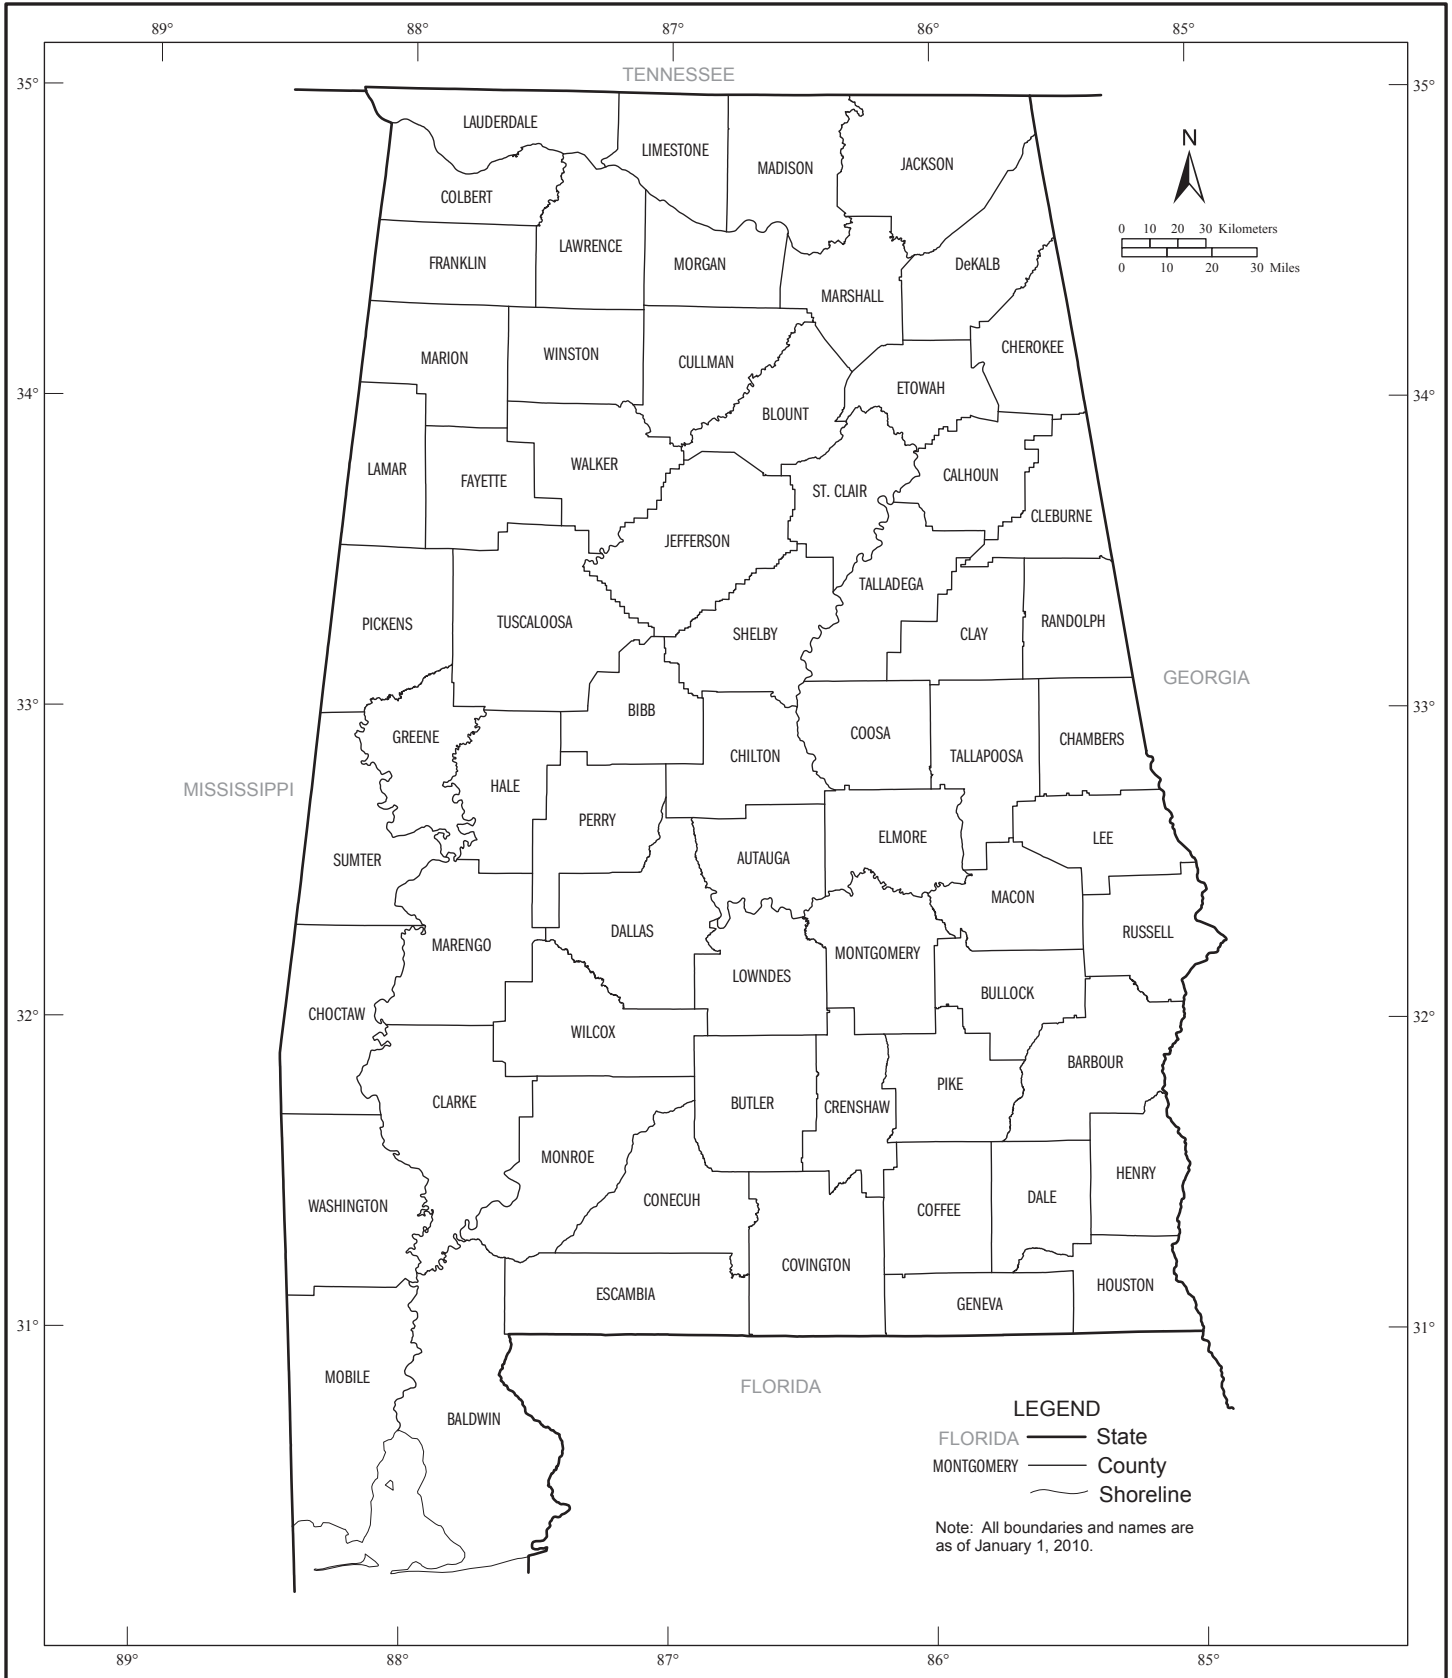 89° 88° 87° 86° 85°
35° TENNESSEE 35°
LAUDERDALE
LIMESTONE
MADISON
JACKSON
N
COLBERT
LAWRENCE
0 10 20 30 Kilometers
0 10 20 30 Miles
FRANKLIN
MORGAN
DeKALB
MARSHALL
MARION
WINSTON
CULLMAN
CHEROKEE
34° 34°
ETOWAH
BLOUNT
LAMAR
FAYETTE
WALKER
ST. CLAIR
CALHOUN
CLEBURNE
JEFFERSON
TALLADEGA
PICKENS
TUSCALOOSA
SHELBY
CLAY
RANDOLPH
GEORGIA
33° 33°
BIBB
GREENE
COOSA
CHAMBERS
CHILTON
TALLAPOOSA
MISSISSIPPI
HALE
PERRY
ELMORE
LEE
SUMTER
AUTAUGA
MACON
MARENGO
DALLAS
RUSSELL
MONTGOMERY
LOWNDES
BULLOCK
32° 32°
CHOCTAW
WILCOX
BARBOUR
PIKE
CLARKE
BUTLER
CRENSHAW
MONROE
HENRY
WASHINGTON
CONECUH
COFFEE
DALE
COVINGTON
ESCAMBIA
GENEVA
HOUSTON
31° 31°
MOBILE
FLORIDA
BALDWIN
LEGEND
FLORIDA State
MONTGOMERY County
Shoreline
Note: All boundaries and names are
as of January 1, 2010.
89° 88° 87° 86° 85°